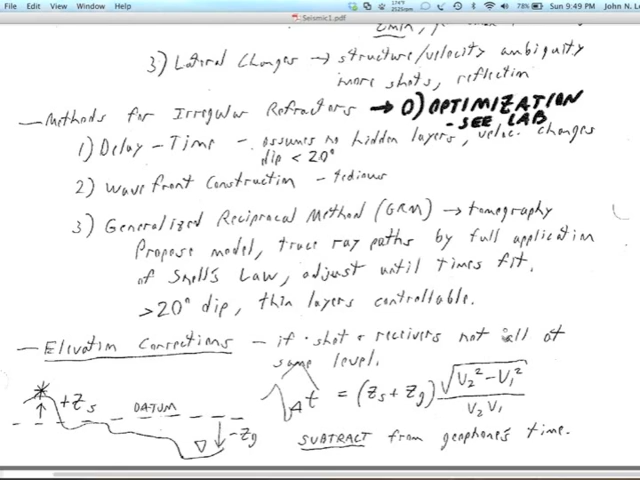 File Edit View Go Tools Bookmarks Window Help 78% Sun 9:49 PM John N. Lo
Seismic1.pdf
3) Lateral Changes → structure/velocity ambiguity
more shots, reflection
— Methods for Irregular Refractors → 0) OPTIMIZATION
- SEE LAB
1) Delay-Time - assumes no hidden layers, veloc. changes
dip < 20°
2) Wavefront Construction - tedious
3) Generalized Reciprocal Method (GRM) → tomography
Propose model, trace ray paths by full application
of Snell's Law, adjust until times fit.
>20° dip, thin layers controllable.
— Elevation Corrections - if shot & receivers not all at
same level.
+Zs DATUM -Zg
Δt = (Zs + Zg) √(V₂² - V₁²) / V₂ V₁
SUBTRACT from geophone's time.